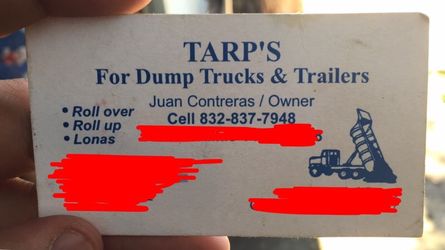 TARP'S
For Dump Trucks & Trailers
Juan Contreras / Owner
• Roll over
Cell 832-837-7948
• Roll up
• Lonas